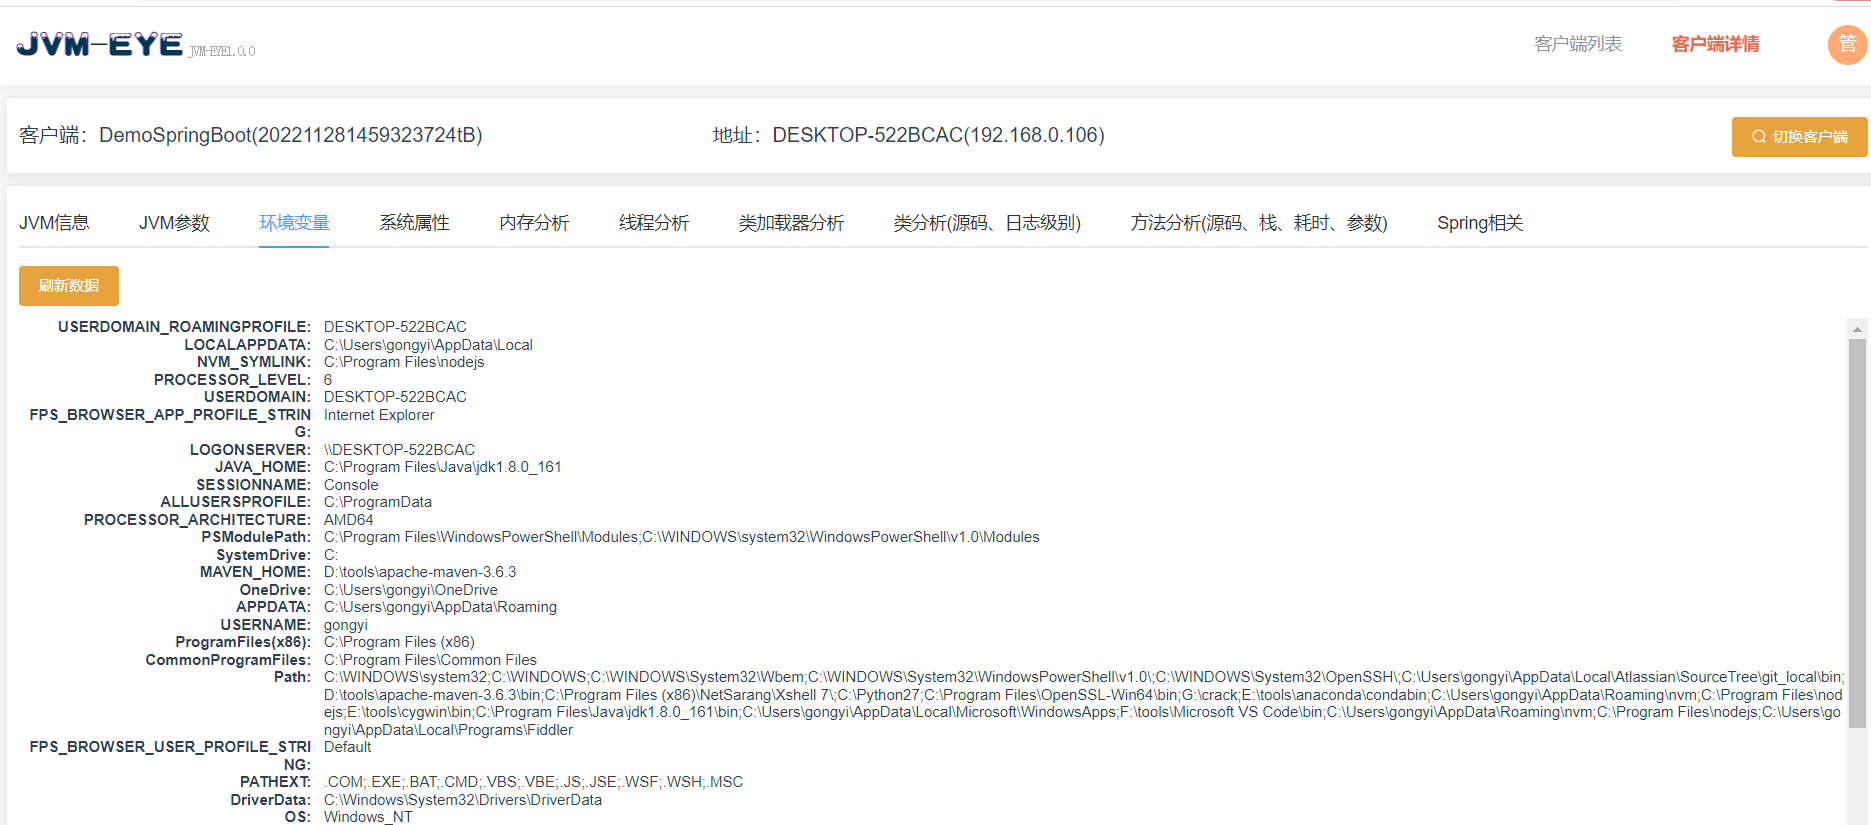 JVM-EYE JVM-EYE1.0.0
客户端列表 客户端详情 管
客户端：DemoSpringBoot(202211281459323724tB) 地址：DESKTOP-522BCAC(192.168.0.106) 切换客户端
JVM信息 JVM参数 环境变量 系统属性 内存分析 线程分析 类加载器分析 类分析(源码、日志级别) 方法分析(源码、栈、耗时、参数) Spring相关
刷新数据
USERDOMAIN_ROAMINGPROFILE: DESKTOP-522BCAC
LOCALAPPDATA: C:\Users\gongyi\AppData\Local
NVM_SYMLINK: C:\Program Files\nodejs
PROCESSOR_LEVEL: 6
USERDOMAIN: DESKTOP-522BCAC
FPS_BROWSER_APP_PROFILE_STRIN Internet Explorer
G:
LOGONSERVER: \\DESKTOP-522BCAC
JAVA_HOME: C:\Program Files\Java\jdk1.8.0_161
SESSIONNAME: Console
ALLUSERSPROFILE: C:\ProgramData
PROCESSOR_ARCHITECTURE: AMD64
PSModulePath: C:\Program Files\WindowsPowerShell\Modules;C:\WINDOWS\system32\WindowsPowerShell\v1.0\Modules
SystemDrive: C:
MAVEN_HOME: D:\tools\apache-maven-3.6.3
OneDrive: C:\Users\gongyi\OneDrive
APPDATA: C:\Users\gongyi\AppData\Roaming
USERNAME: gongyi
ProgramFiles(x86): C:\Program Files (x86)
CommonProgramFiles: C:\Program Files\Common Files
Path: C:\WINDOWS\system32;C:\WINDOWS;C:\WINDOWS\System32\Wbem;C:\WINDOWS\System32\WindowsPowerShell\v1.0\;C:\WINDOWS\System32\OpenSSH\;C:\Users\gongyi\AppData\Local\Atlassian\SourceTree\git_local\bin;
D:\tools\apache-maven-3.6.3\bin;C:\Program Files (x86)\NetSarang\Xshell 7\;C:\Python27;C:\Program Files\OpenSSL-Win64\bin;G:\crack;E:\tools\anaconda\condabin;C:\Users\gongyi\AppData\Roaming\nvm;C:\Program Files\nod
ejs;E:\tools\cygwin\bin;C:\Program Files\Java\jdk1.8.0_161\bin;C:\Users\gongyi\AppData\Local\Microsoft\WindowsApps;F:\tools\Microsoft VS Code\bin;C:\Users\gongyi\AppData\Roaming\nvm;C:\Program Files\nodejs;C:\Users\go
ngyi\AppData\Local\Programs\Fiddler
FPS_BROWSER_USER_PROFILE_STRI Default
NG:
PATHEXT: .COM;.EXE;.BAT;.CMD;.VBS;.VBE;.JS;.JSE;.WSF;.WSH;.MSC
DriverData: C:\Windows\System32\Drivers\DriverData
OS: Windows_NT